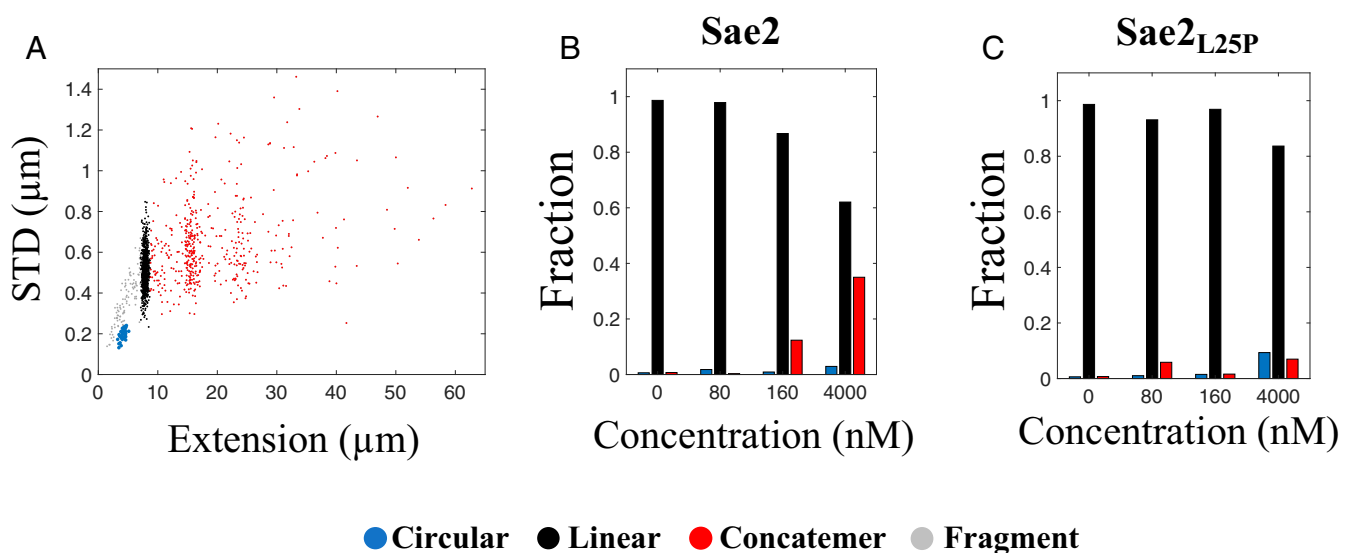 A
STD (µm)
1.4
1.2
1
0.8
0.6
0.4
0.2
0
0 10 20 30 40 50 60
Extension (µm)
B
Sae2
Fraction
1
0.8
0.6
0.4
0.2
0
0 80 160 4000
Concentration (nM)
C
Sae2L25P
Fraction
1
0.8
0.6
0.4
0.2
0
0 80 160 4000
Concentration (nM)
Circular Linear Concatemer Fragment